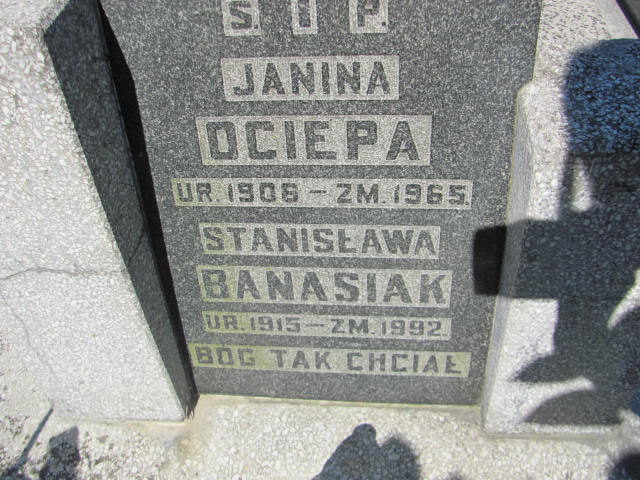 S. I P.
JANINA
OCIEPA
UR. 1906 – ZM. 1965.
STANISŁAWA
BANASIAK
UR. 1915 – ZM. 1992.
BÓG TAK CHCIAŁ